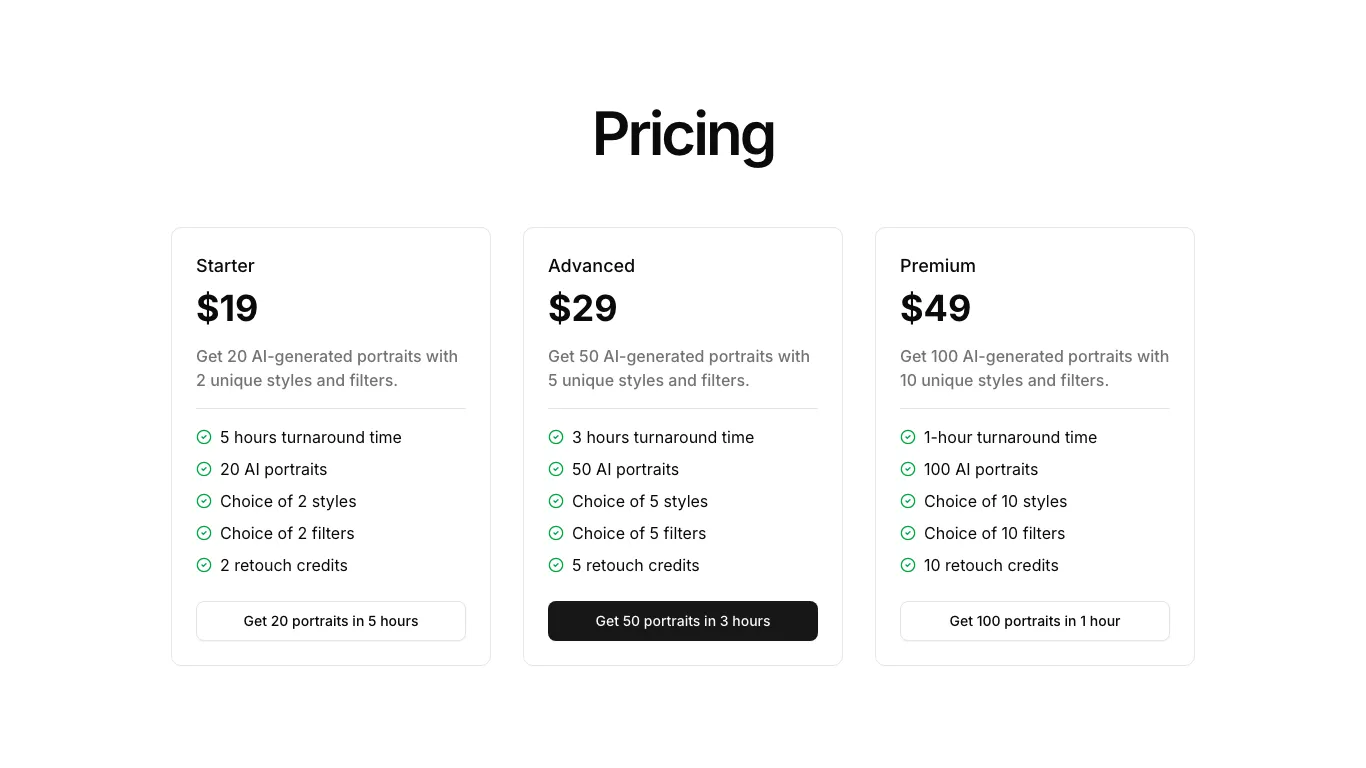 Pricing
Starter
$19
Get 20 AI-generated portraits with
2 unique styles and filters.
5 hours turnaround time
20 AI portraits
Choice of 2 styles
Choice of 2 filters
2 retouch credits
Get 20 portraits in 5 hours
Advanced
$29
Get 50 AI-generated portraits with
5 unique styles and filters.
3 hours turnaround time
50 AI portraits
Choice of 5 styles
Choice of 5 filters
5 retouch credits
Get 50 portraits in 3 hours
Premium
$49
Get 100 AI-generated portraits with
10 unique styles and filters.
1-hour turnaround time
100 AI portraits
Choice of 10 styles
Choice of 10 filters
10 retouch credits
Get 100 portraits in 1 hour